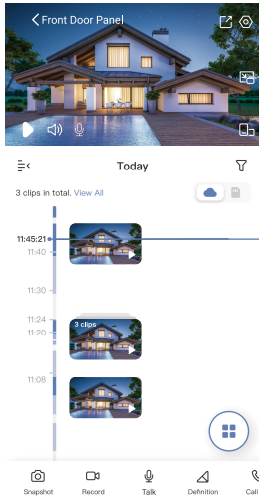 Front Door Panel
Today
3 clips in total. View All
11:45:21
11:40
11:30
11:24
3 clips
11:20
11:08
Snapshot Record Talk Definition Call